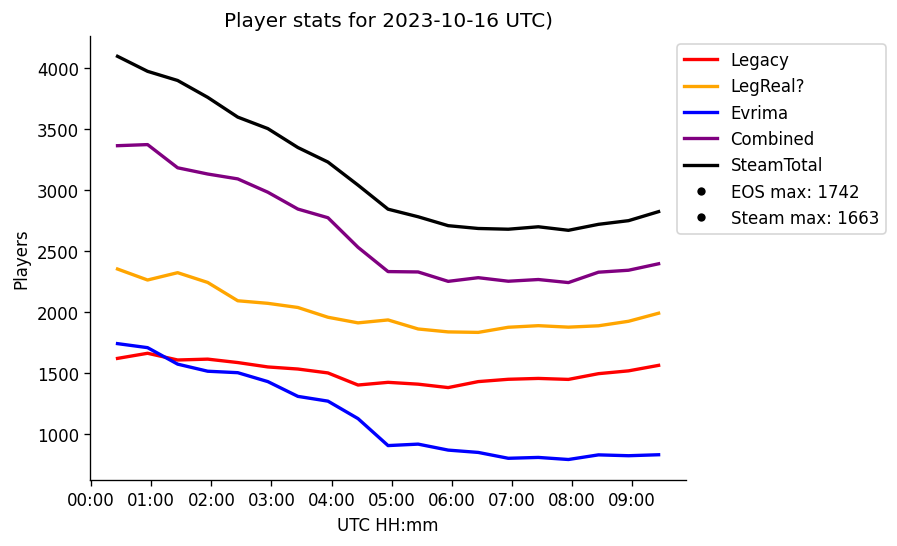 Player stats for 2023-10-16 UTC)
4000
3500
3000
2500
2000
1500
1000
Players
00:00 01:00 02:00 03:00 04:00 05:00 06:00 07:00 08:00 09:00
UTC HH:mm
Legacy
LegReal?
Evrima
Combined
SteamTotal
EOS max: 1742
Steam max: 1663